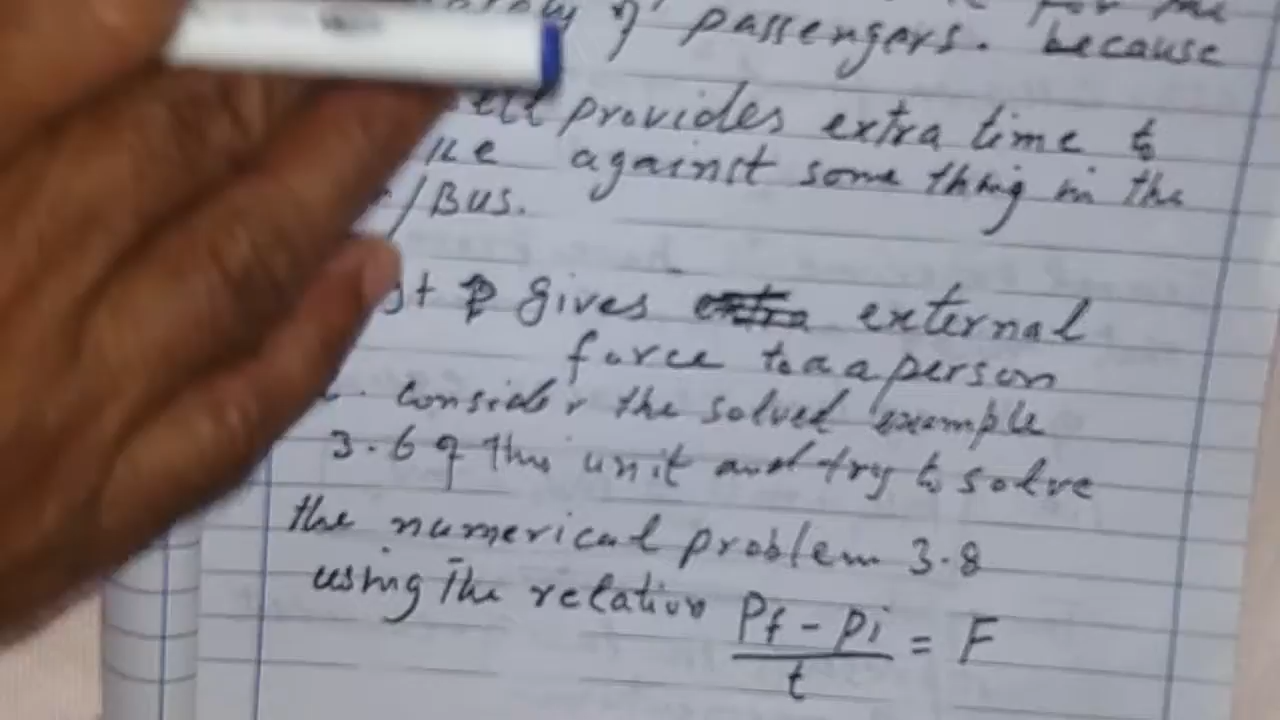 passengers. because
provides extra time to
against some thing in the
/Bus.
gives external
force to a a person
consider the solved example
3.6 of this unit and try to solve
the numerical problem 3.8
using the relation Pf - Pi / t = F